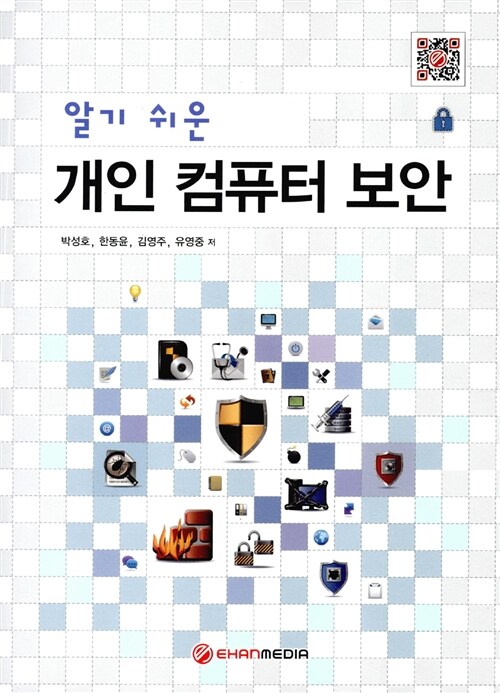 알기 쉬운
개인 컴퓨터 보안
박성호, 한동윤, 김영주, 유영중 저
EHANMEDIA